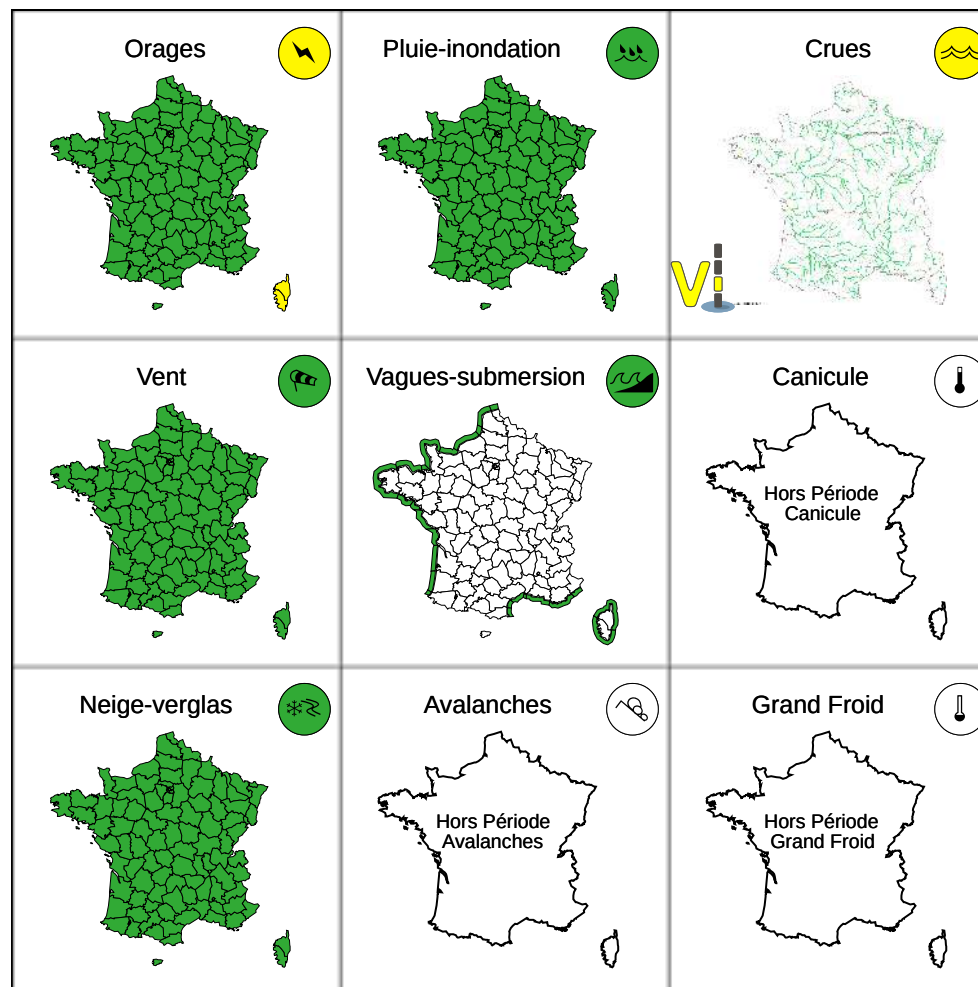 Orages
Pluie-inondation
Crues
Vi
Vent
Vagues-submersion
Canicule
Hors Période
Canicule
Neige-verglas
Avalanches
Grand Froid
Hors Période
Avalanches
Hors Période
Grand Froid